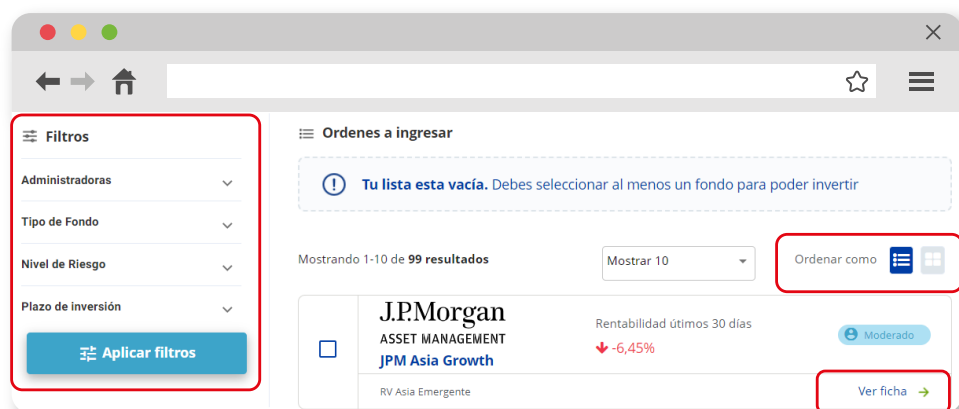 Filtros
Administradoras
Tipo de Fondo
Nivel de Riesgo
Plazo de inversión
Aplicar filtros
Ordenes a ingresar
Tu lista esta vacía. Debes seleccionar al menos un fondo para poder invertir
Mostrando 1-10 de 99 resultados
Mostrar 10
Ordenar como
J.P.Morgan
ASSET MANAGEMENT
JPM Asia Growth
Rentabilidad útimos 30 días
-6,45%
Moderado
RV Asia Emergente
Ver ficha